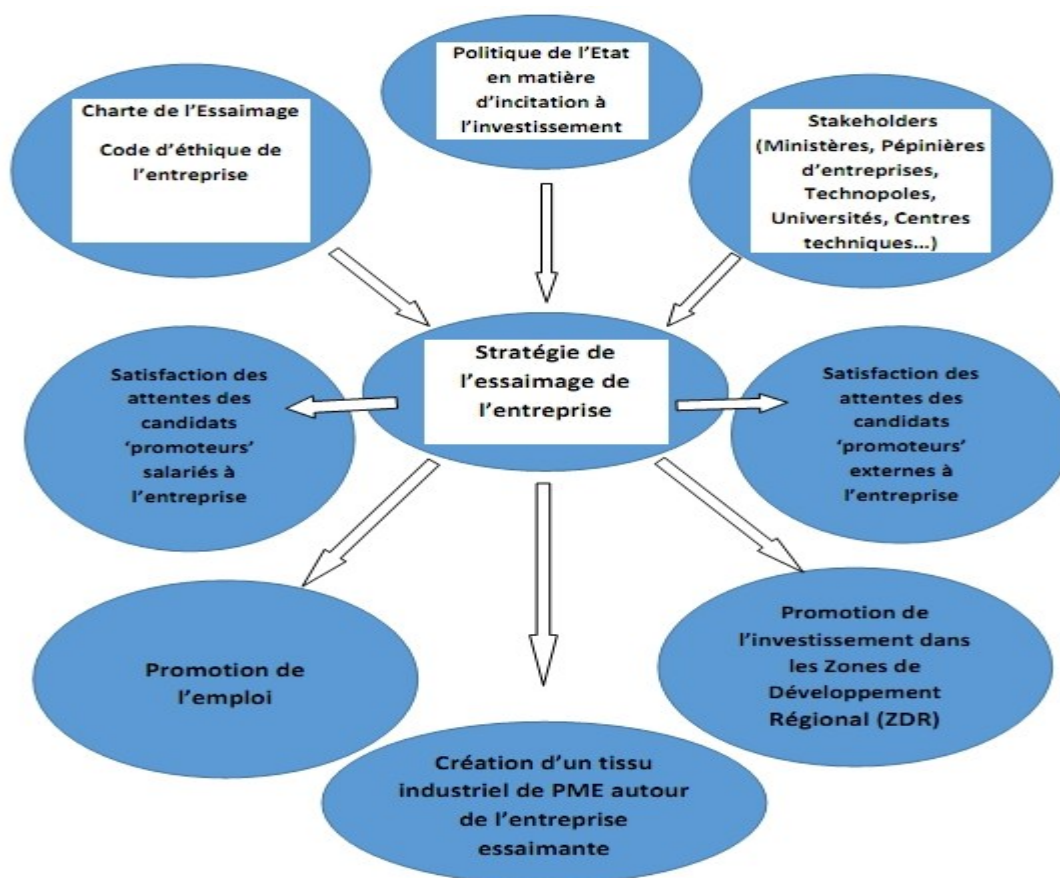 Charte de l'Essaimage
Code d'éthique de
l'entreprise
Politique de l'Etat
en matière
d'incitation à
l'investissement
Stakeholders
(Ministères, Pépinières
d'entreprises,
Technopoles,
Universités, Centres
techniques...)
Satisfaction des
attentes des
candidats
'promoteurs'
salariés à
l'entreprise
Stratégie de
l'essaimage de
l'entreprise
Satisfaction des
attentes des
candidats
'promoteurs'
externes à
l'entreprise
Promotion de
l'emploi
Création d'un tissu
industriel de PME autour
de l'entreprise
essaimante
Promotion de
l'investissement dans
les Zones de
Développement
Régional (ZDR)